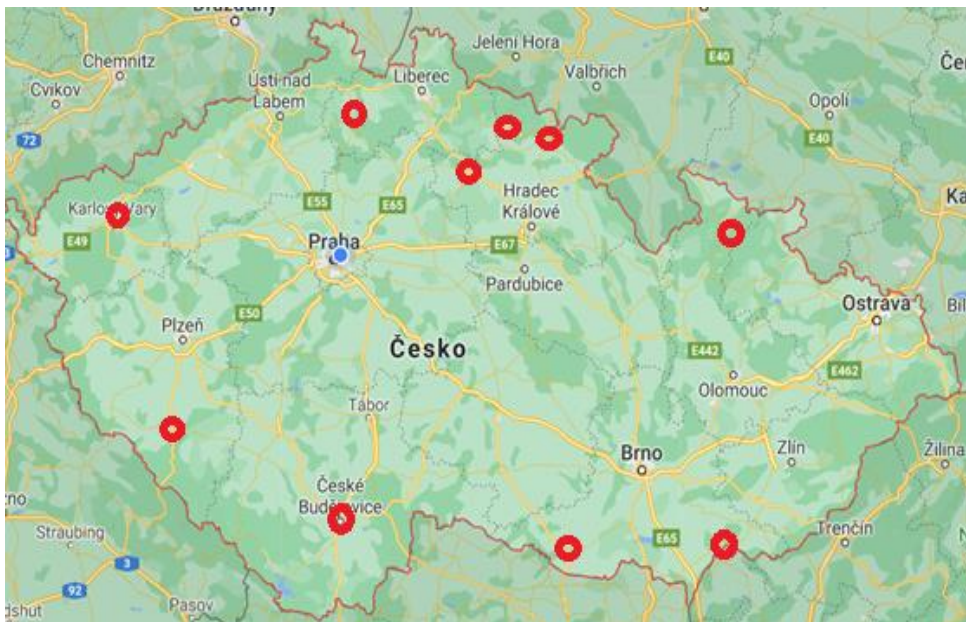 Jelení Hora
E40
Chemnitz
Liberec
Valbřich
Cvikov
Ústí nad
Labem
Opolí
72
E40
Hradec
Králové
Karlovy Vary
E55
E65
E49
Praha
E67
Pardubice
E50
Ostrava
Plzeň
Česko
E442
E462
Olomouc
Tábor
Brno
Zlín
Žilina
České
Budějovice
Straubing
E65
Trenčín
3
92
Pasov